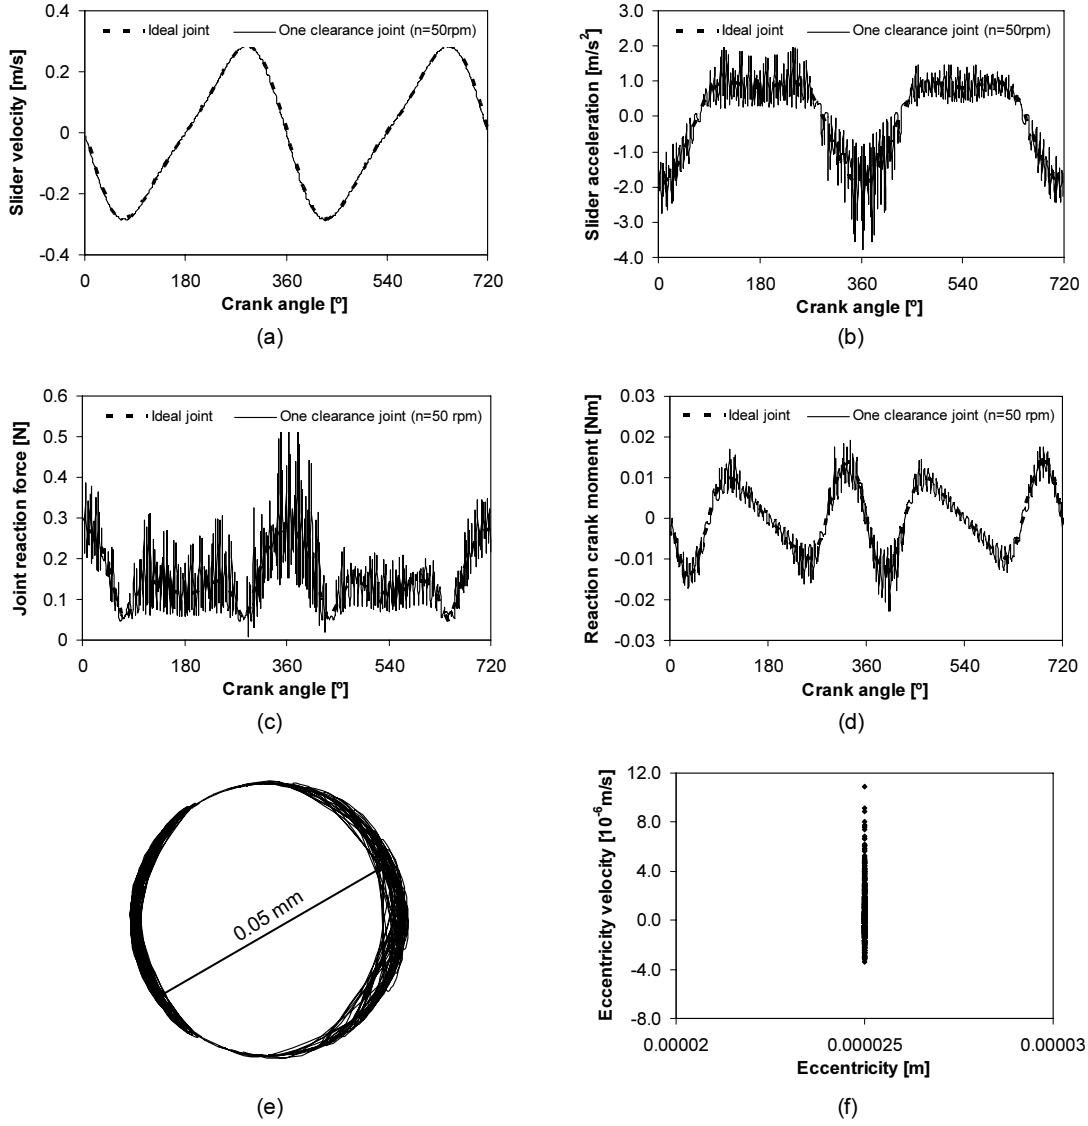 Slider velocity [m/s]
0.4
0.2
0
-0.2
-0.4
Ideal joint
One clearance joint (n=50rpm)
0 180 360 540 720
Crank angle [º]
(a)
Slider acceleration [m/s²]
3.0
2.0
1.0
0.0
-1.0
-2.0
-3.0
-4.0
Ideal joint
One clearance joint (n=50rpm)
0 180 360 540 720
Crank angle [º]
(b)
Joint reaction force [N]
0.6
0.5
0.4
0.3
0.2
0.1
0
Ideal joint
One clearance joint (n=50 rpm)
0 180 360 540 720
Crank angle [º]
(c)
Reaction crank moment [Nm]
0.03
0.02
0.01
0
-0.01
-0.02
-0.03
Ideal joint
One clearance joint (n=50 rpm)
0 180 360 540 720
Crank angle [º]
(d)
0.05 mm
(e)
Eccentricity velocity [10⁻⁶m/s]
12.0
8.0
4.0
0.0
-4.0
-8.0
0.00002 0.000025 0.00003
Eccentricity [m]
(f)